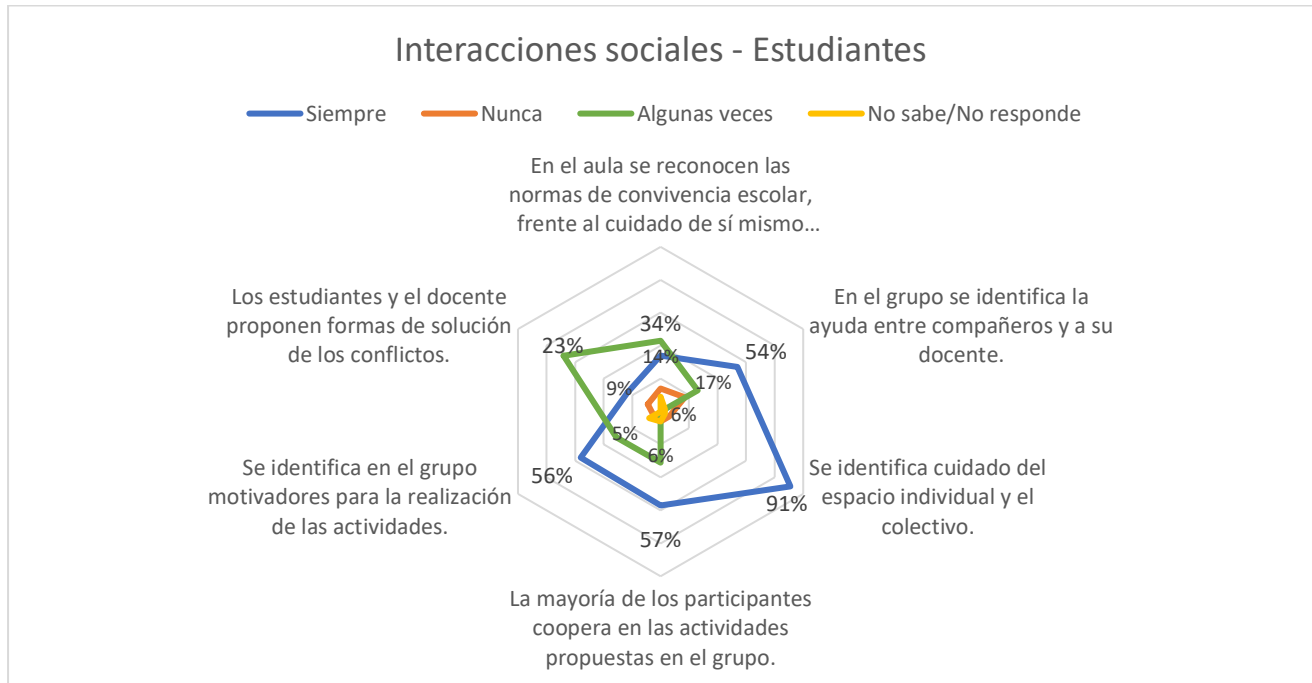 Interacciones sociales - Estudiantes
Siempre Nunca Algunas veces No sabe/No responde
En el aula se reconocen las
normas de convivencia escolar,
frente al cuidado de sí mismo...
Los estudiantes y el docente
proponen formas de solución
de los conflictos.
En el grupo se identifica la
ayuda entre compañeros y a su
docente.
34%
14%
23%
54%
9%
17%
6%
5%
6%
56%
91%
57%
Se identifica en el grupo
motivadores para la realización
de las actividades.
Se identifica cuidado del
espacio individual y el
colectivo.
La mayoría de los participantes
coopera en las actividades
propuestas en el grupo.